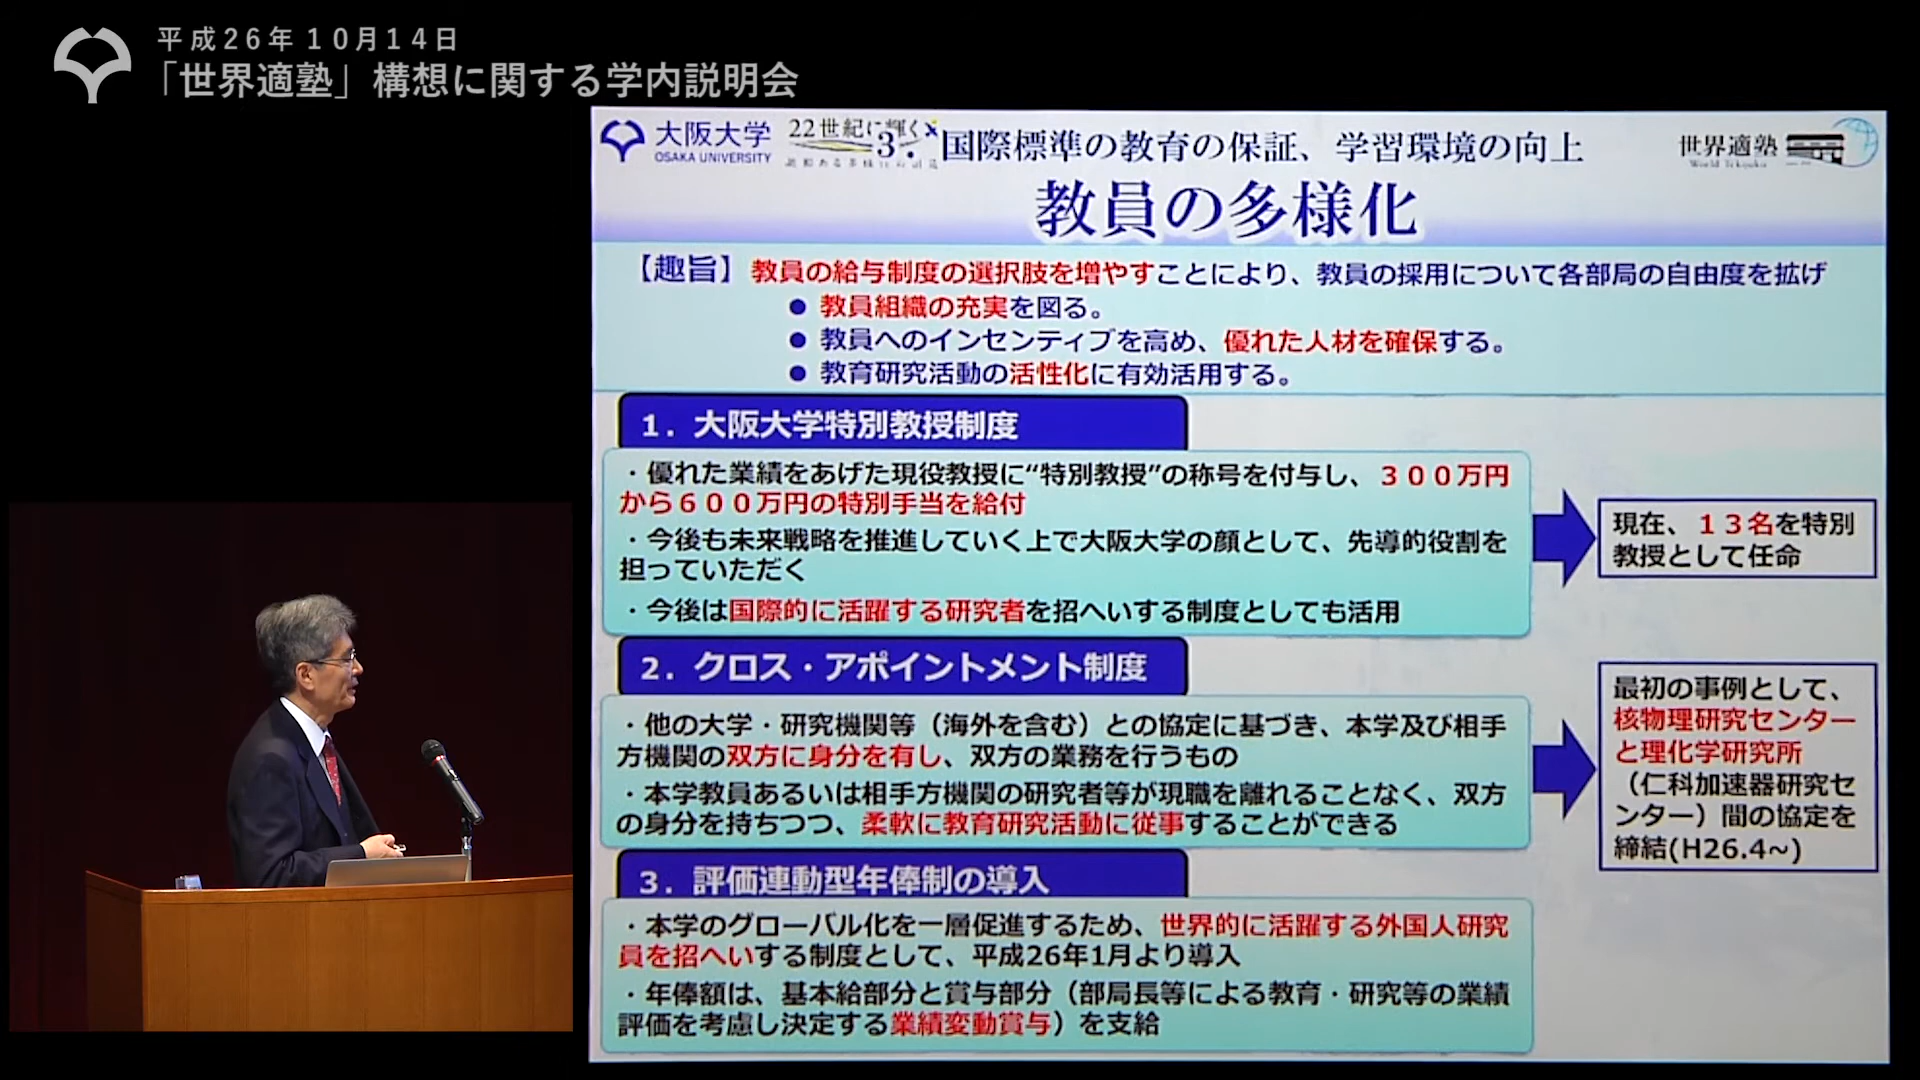 平成26年10月14日
「世界適塾」構想に関する学内説明会
大阪大学
OSAKA UNIVERSITY
22世紀に輝く
3. 国際標準の教育の保証、学習環境の向上
世界適塾
World Tekijuku
教員の多様化
【趣旨】教員の給与制度の選択肢を増やすことにより、教員の採用について各部局の自由度を拡げ
● 教員組織の充実を図る。
● 教員へのインセンティブを高め、優れた人材を確保する。
● 教育研究活動の活性化に有効活用する。
1. 大阪大学特別教授制度
・優れた業績をあげた現役教授に“特別教授”の称号を付与し、３００万円
から６００万円の特別手当を給付
・今後も未来戦略を推進していく上で大阪大学の顔として、先導的役割を
担っていただく
・今後は国際的に活躍する研究者を招へいする制度としても活用
現在、１３名を特別
教授として任命
2. クロス・アポイントメント制度
・他の大学・研究機関等（海外を含む）との協定に基づき、本学及び相手
方機関の双方に身分を有し、双方の業務を行うもの
・本学教員あるいは相手方機関の研究者等が現職を離れることなく、双方
の身分を持ちつつ、柔軟に教育研究活動に従事することができる
最初の事例として、
核物理研究センター
と理化学研究所
（仁科加速器研究セ
ンター）間の協定を
締結(H26.4~)
3. 評価連動型年俸制の導入
・本学のグローバル化を一層促進するため、世界的に活躍する外国人研究
員を招へいする制度として、平成26年1月より導入
・年俸額は、基本給部分と賞与部分（部局長等による教育・研究等の業績
評価を考慮し決定する業績変動賞与）を支給